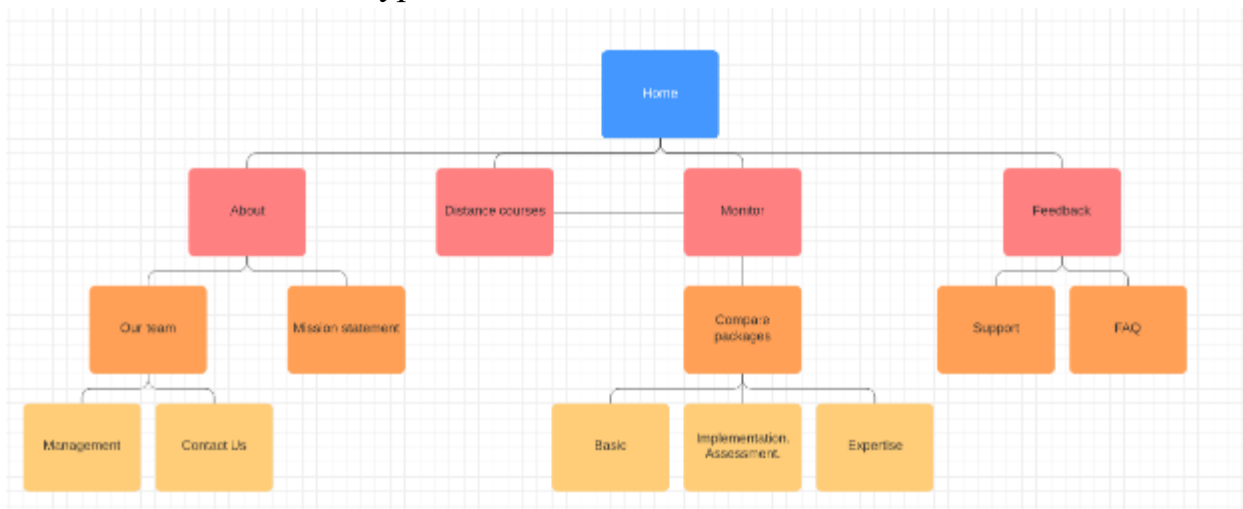 Home
About
Distance courses
Monitor
Feedback
Our team
Mission statement
Compare
packages
Support
FAQ
Management
Contact Us
Basic
Implementation.
Assessment.
Expertise